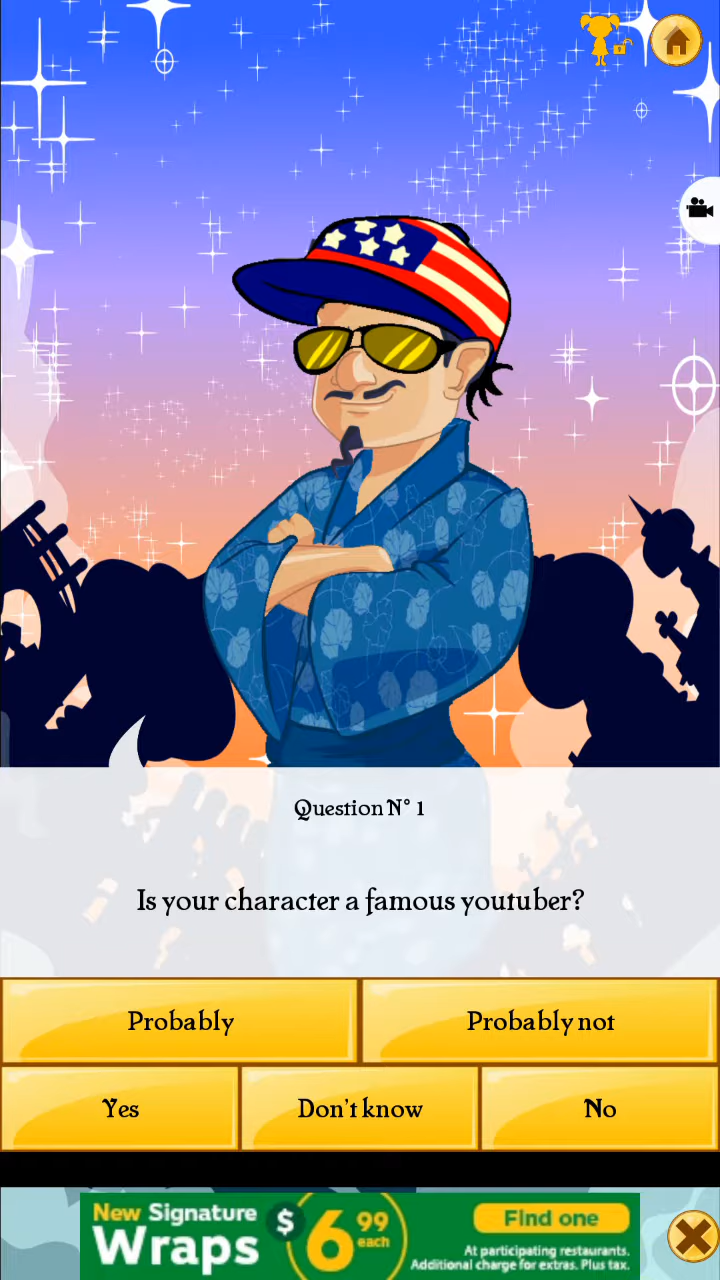 Question N° 1
Is your character a famous youtuber?
Probably
Probably not
Yes
Don't know
No
New Signature
Wraps
$6 99
each
Find one
At participating restaurants.
Additional charge for extras. Plus tax.